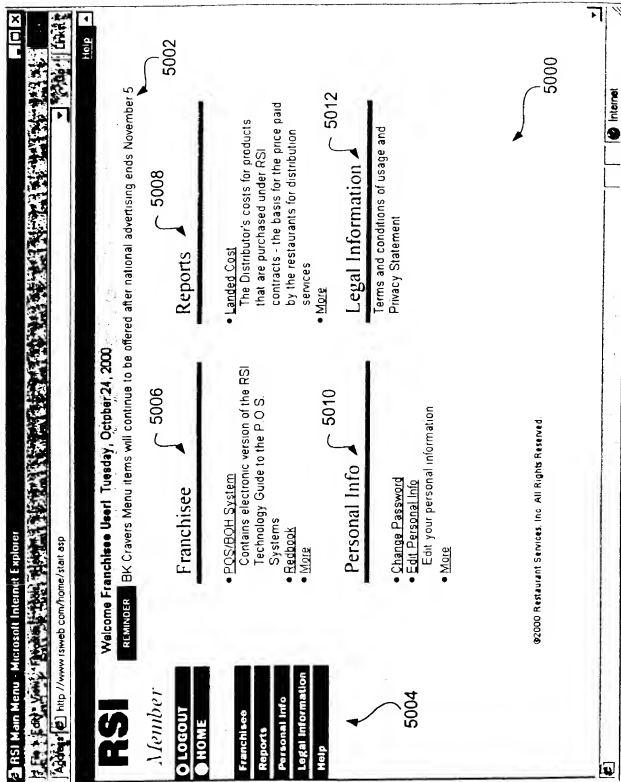 RSI Main Menu - Microsoft Internet Explorer
Address http://www.rsiweb.com/home/start.asp
Help
RSI
Member
LOGOUT
HOME
Franchisee
Reports
Personal Info
Legal Information
Help
5004
Welcome Franchisee User! Tuesday, October 24, 2000.
REMINDER BK Cravers Menu items will continue to be offered after national advertising ends November 5
5002
Franchisee
5006
• POS/BOH System
Contains electronic version of the RSI
Technology Guide to the P.O.S.
Systems
• Redbook
• More
Reports
5008
• Landed Cost
The Distributor's costs for products
that are purchased under RSI
contracts - the basis for the price paid
by the restaurants for distribution
services
• More
Personal Info
5010
• Change Password
• Edit Personal Info
Edit your personal information
• More
Legal Information
5012
Terms and conditions of usage and
Privacy Statement
©2000 Restaurant Services, Inc. All Rights Reserved.
5000
Internet